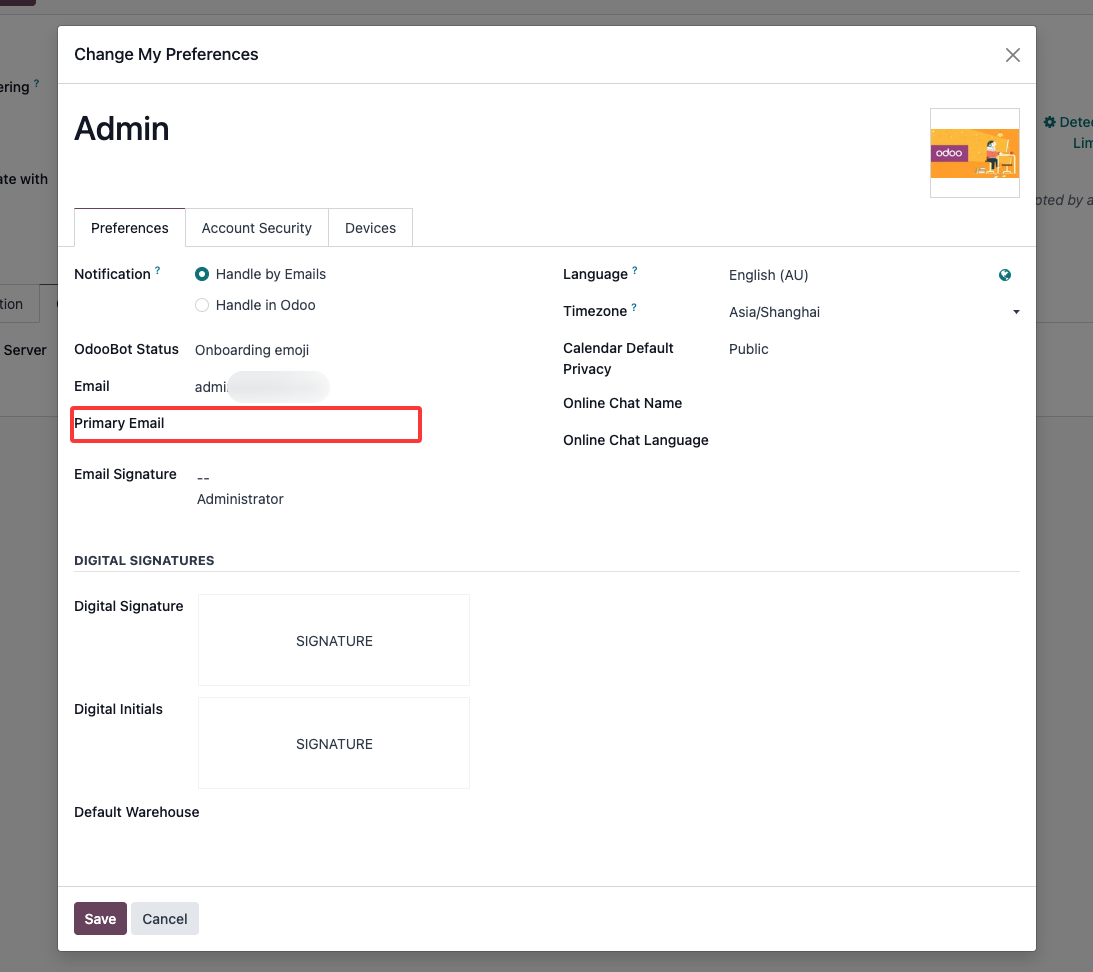 Change My Preferences
ering ?
Admin
Detec
Lim
odoo
ate with
pted by a
Preferences
Account Security
Devices
Notification ?
Handle by Emails
Handle in Odoo
Language ?
English (AU)
Timezone ?
Asia/Shanghai
tion
Server
OdooBot Status
Onboarding emoji
Calendar Default
Privacy
Public
Email
admi
Primary Email
Online Chat Name
Online Chat Language
Email Signature
--
Administrator
DIGITAL SIGNATURES
Digital Signature
SIGNATURE
Digital Initials
SIGNATURE
Default Warehouse
Save
Cancel